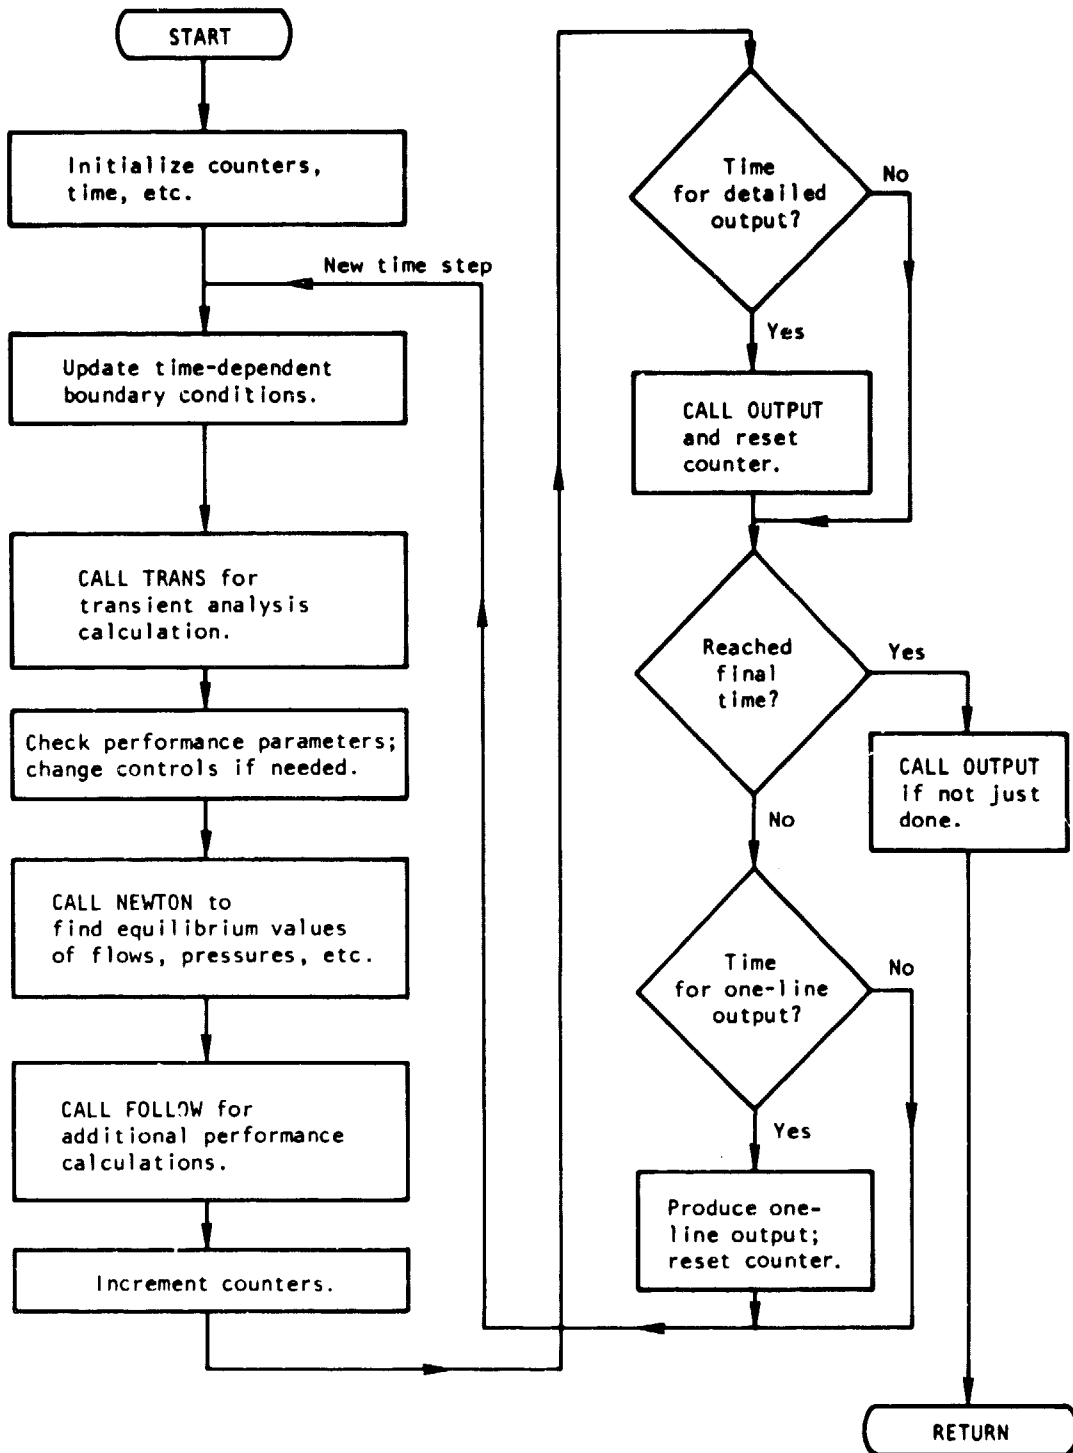 START
Initialize counters,
time, etc.
New time step
Update time-dependent
boundary conditions.
CALL TRANS for
transient analysis
calculation.
Check performance parameters;
change controls if needed.
CALL NEWTON to
find equilibrium values
of flows, pressures, etc.
CALL FOLLOW for
additional performance
calculations.
Increment counters.
Time
for detailed
output?
No
Yes
CALL OUTPUT
and reset
counter.
Reached
final
time?
Yes
CALL OUTPUT
if not just
done.
No
Time
for one-line
output?
No
Yes
Produce one-
line output;
reset counter.
RETURN